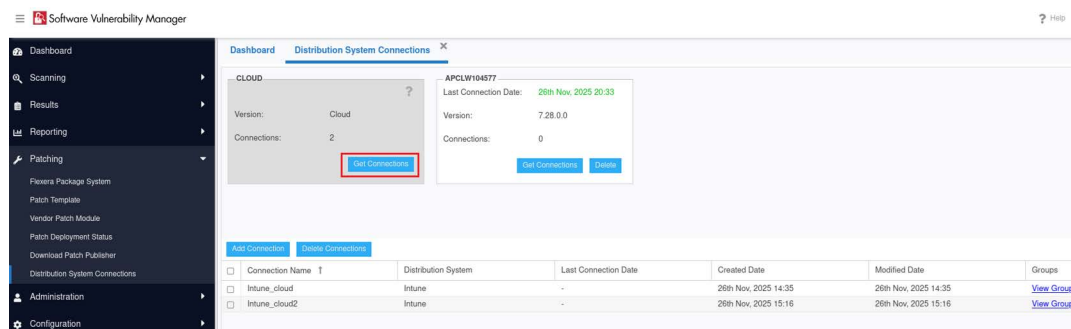 Software Vulnerability Manager
? Help
Dashboard
Scanning
Results
Reporting
Patching
Flexera Package System
Patch Template
Vendor Patch Module
Patch Deployment Status
Download Patch Publisher
Distribution System Connections
Administration
Configuration
Dashboard Distribution System Connections ×
CLOUD
?
Version: Cloud
Connections: 2
Get Connections
APCLW104577
Last Connection Date: 26th Nov, 2025 20:33
Version: 7.28.0.0
Connections: 0
Get Connections Delete
Add Connection Delete Connections
Connection Name ↑ Distribution System Last Connection Date Created Date Modified Date Groups
Intune_cloud Intune - 26th Nov, 2025 14:35 26th Nov, 2025 14:35 View Group
Intune_cloud2 Intune - 26th Nov, 2025 15:16 26th Nov, 2025 15:16 View Group